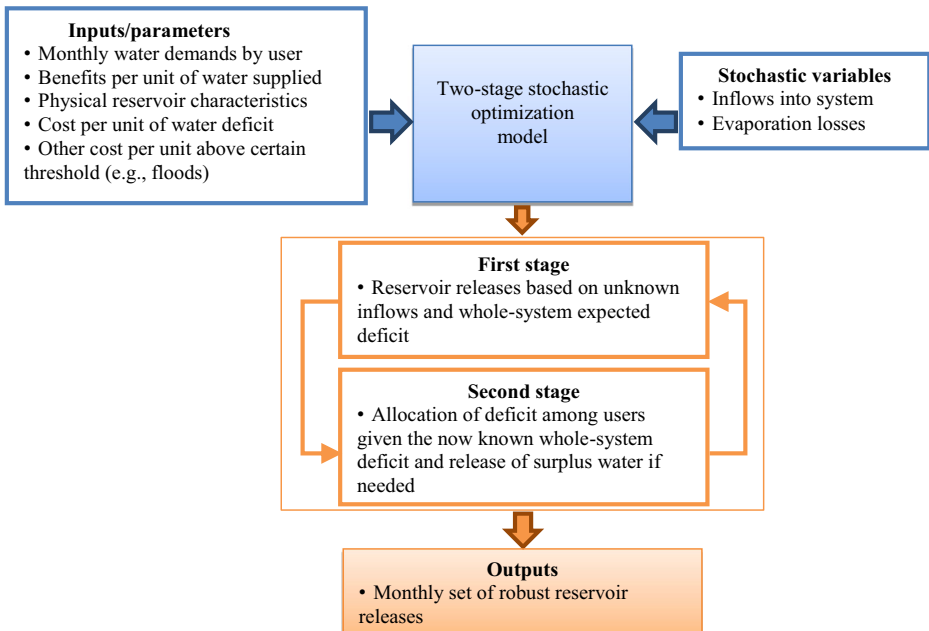 Inputs/parameters
• Monthly water demands by user
• Benefits per unit of water supplied
• Physical reservoir characteristics
• Cost per unit of water deficit
• Other cost per unit above certain
threshold (e.g., floods)
Two-stage stochastic
optimization
model
Stochastic variables
• Inflows into system
• Evaporation losses
First stage
• Reservoir releases based on unknown
inflows and whole-system expected
deficit
Second stage
• Allocation of deficit among users
given the now known whole-system
deficit and release of surplus water if
needed
Outputs
• Monthly set of robust reservoir
releases